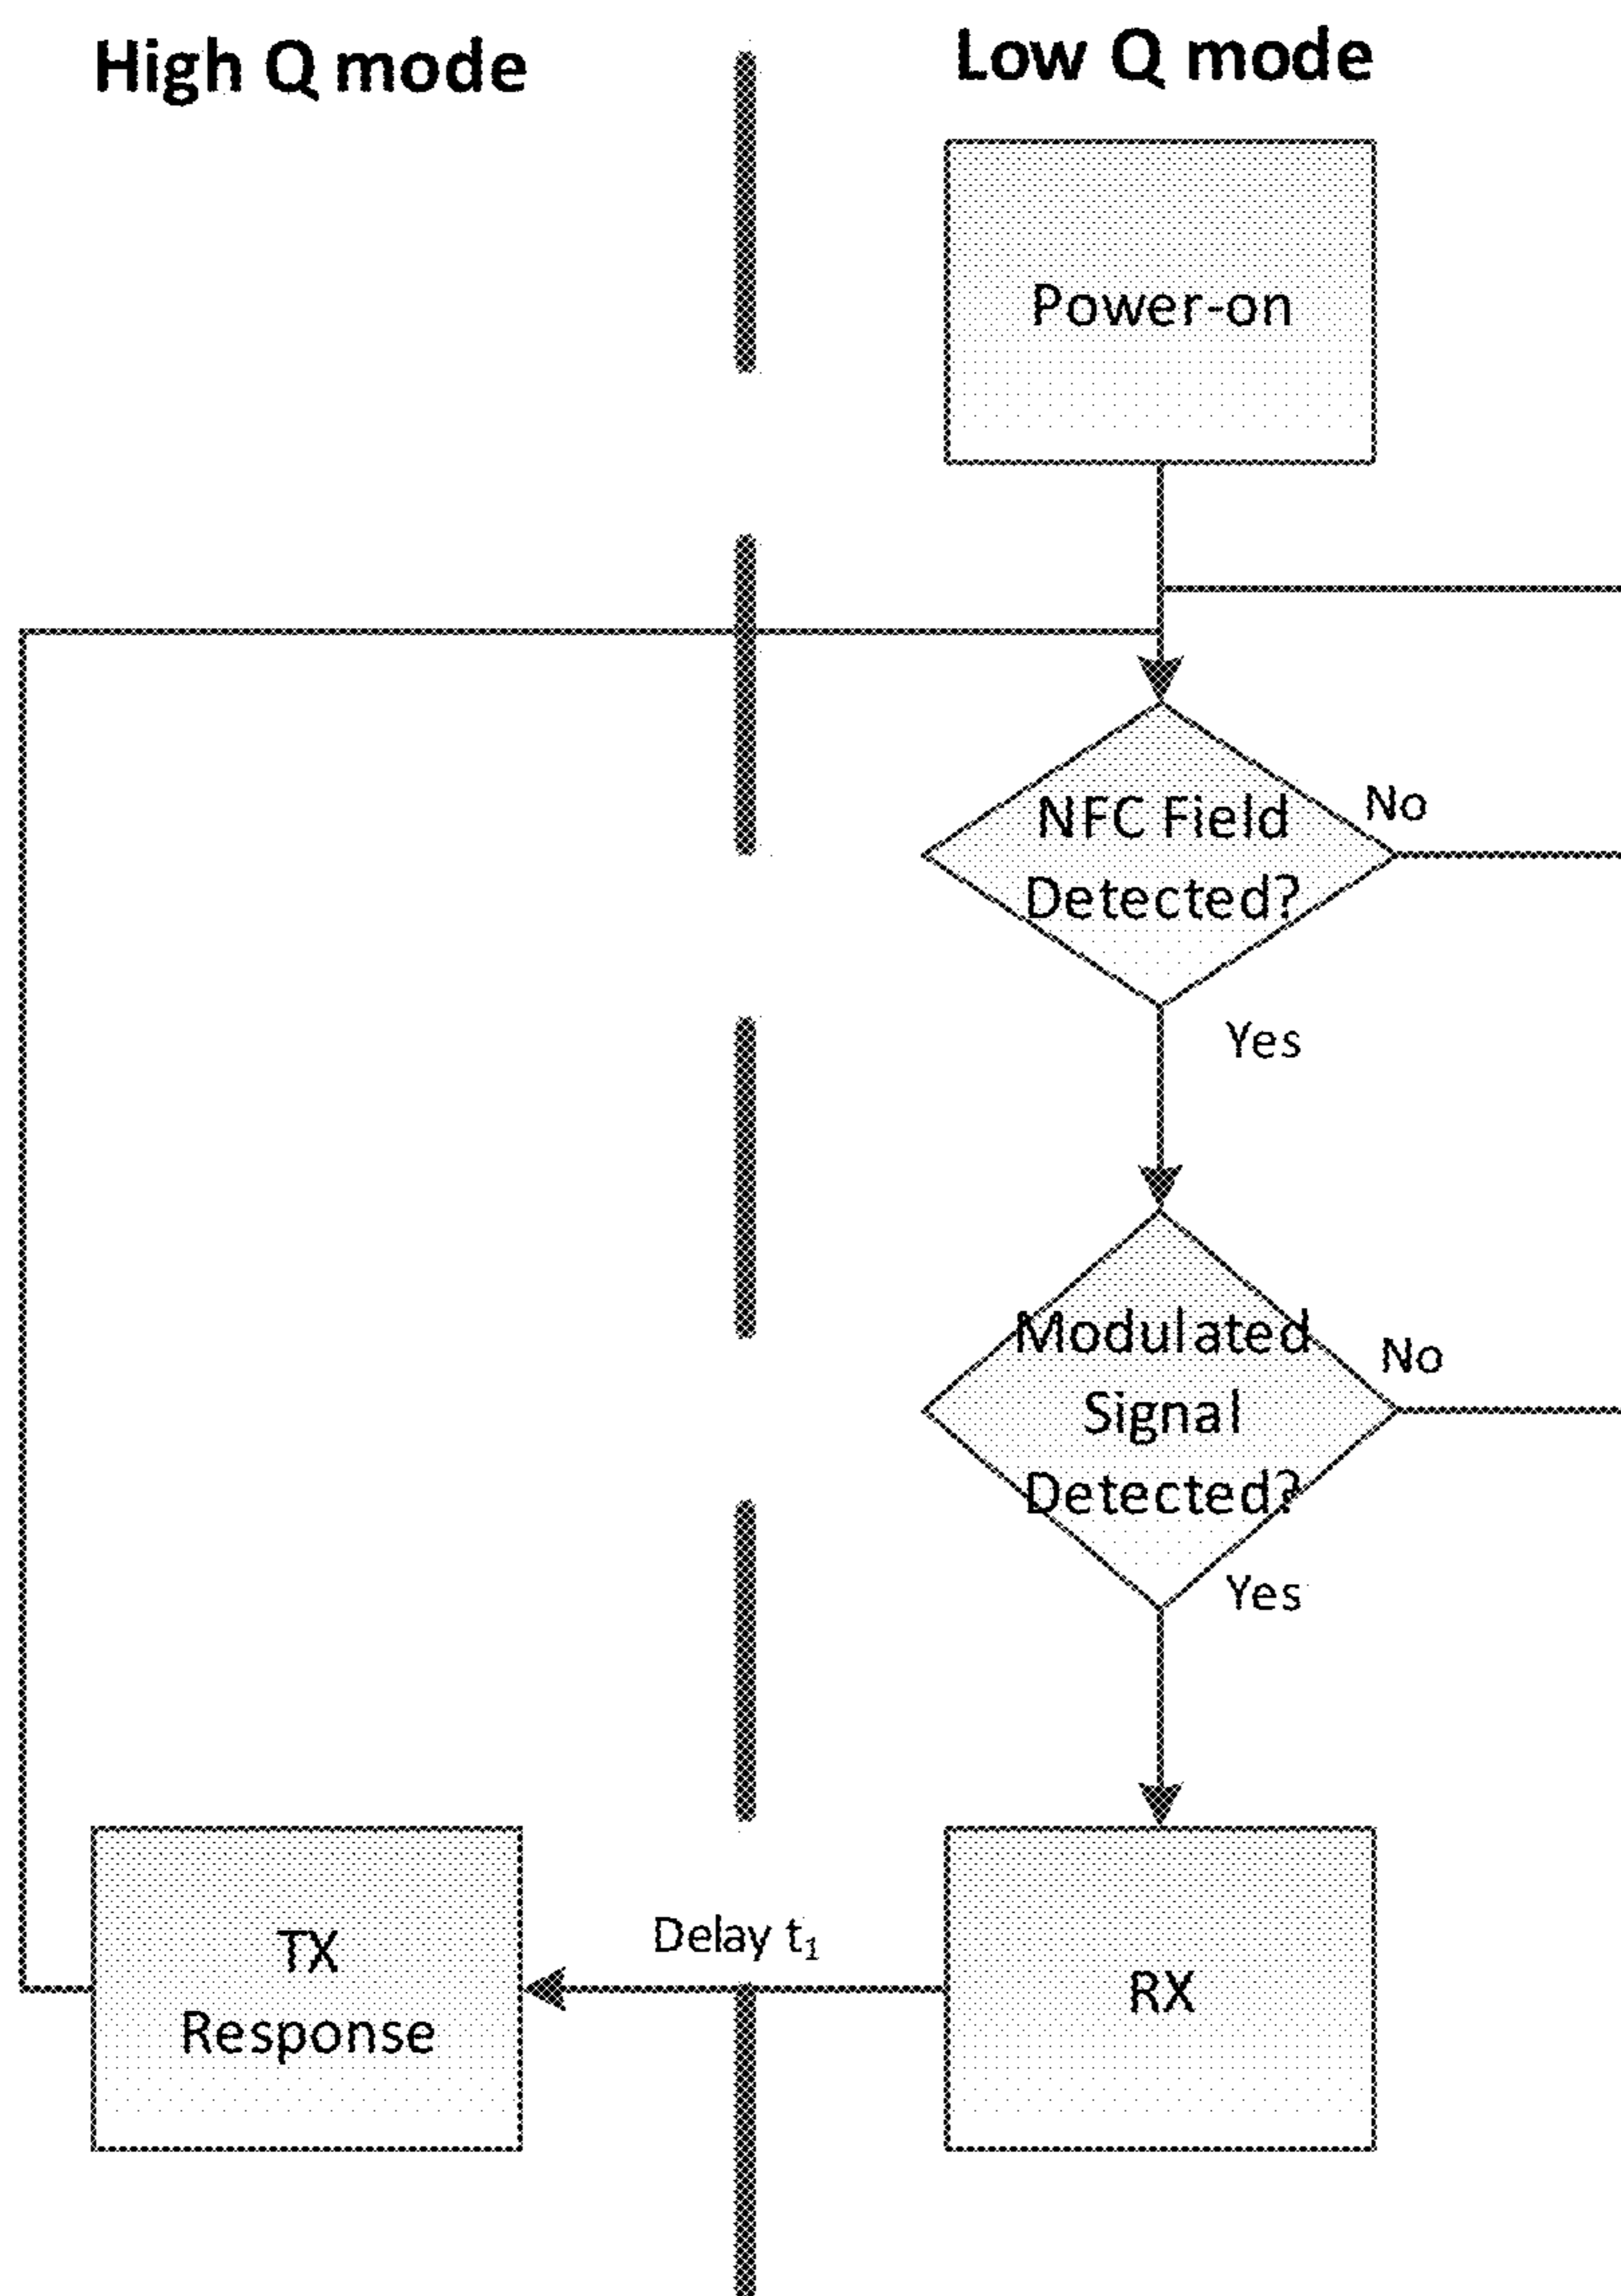 High Q mode
Low Q mode
Power-on
NFC Field
Detected?
No
Yes
Modulated
Signal
Detected?
No
Yes
Delay t₁
TX
Response
RX